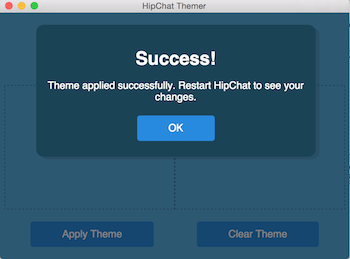 HipChat Themer
Success!
Theme applied successfully. Restart HipChat to see your
changes.
OK
Apply Theme
Clear Theme